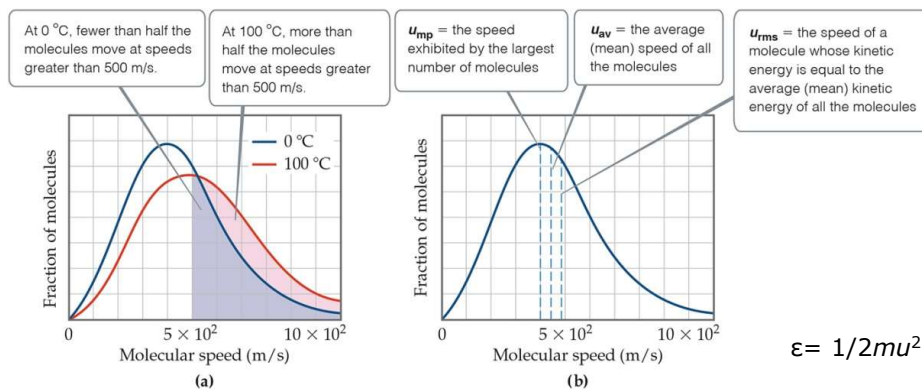 At 0 °C, fewer than half the
molecules move at speeds
greater than 500 m/s.
At 100 °C, more than
half the molecules
move at speeds greater
than 500 m/s.
u_mp = the speed
exhibited by the largest
number of molecules
u_av = the average
(mean) speed of all
the molecules
u_rms = the speed of a
molecule whose kinetic
energy is equal to the
average (mean) kinetic
energy of all the molecules
Fraction of molecules
0 °C
100 °C
0
5 × 10²
10 × 10²
Molecular speed (m/s)
(a)
Fraction of molecules
0
5 × 10²
10 × 10²
Molecular speed (m/s)
(b)
ε= 1/2mu²